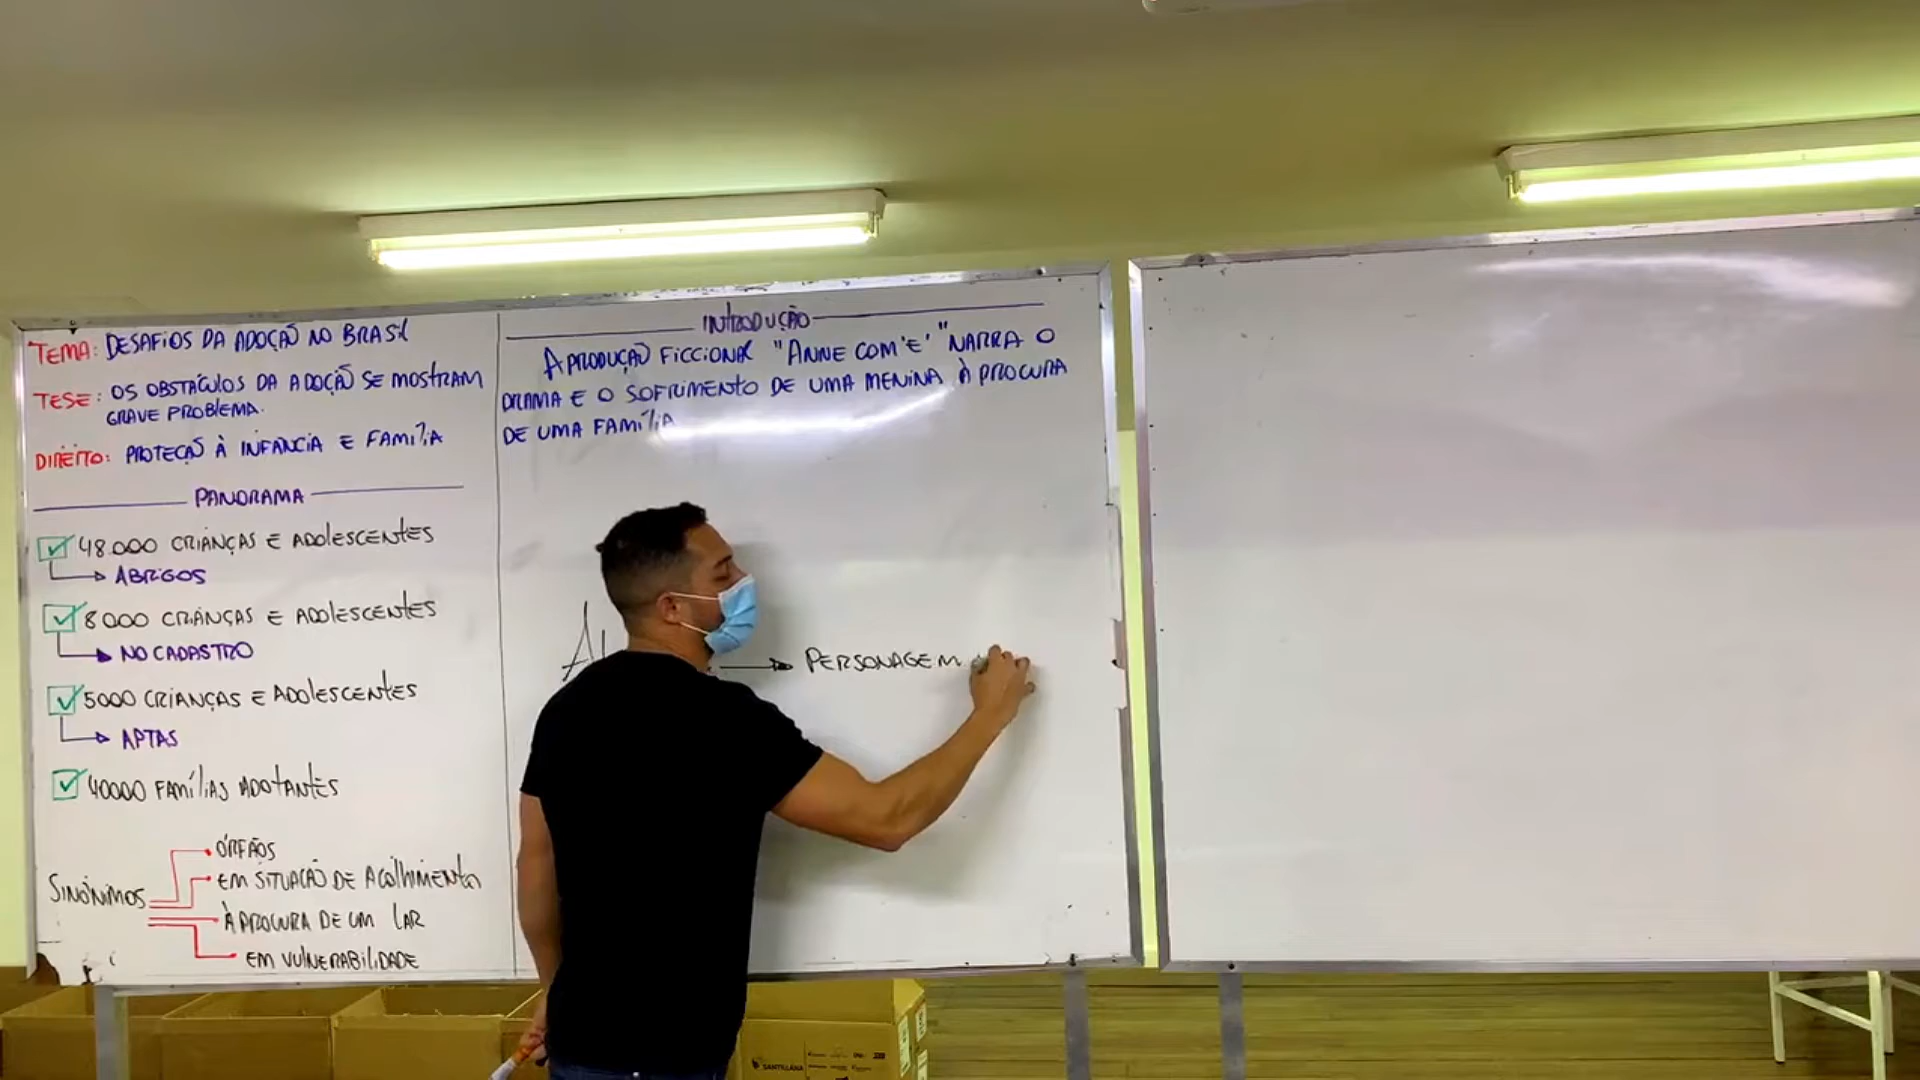 TEMA: DESAFIOS DA ADOÇÃO NO BRASIL
TESE: OS OBSTÁCULOS DA ADOÇÃO SE MOSTRAM
GRAVE PROBLEMA.
DIREITO: PROTEÇÃO À INFANCIA E FAMÍLIA
PANORAMA
48.000 CRIANÇAS E ADOLESCENTES
ABRIGOS
8000 CRIANÇAS E ADOLESCENTES
NO CADASTRO
5000 CRIANÇAS E ADOLESCENTES
APTAS
40000 FAMÍLIAS ADOTANTES
SINÔNIMOS
ÓRFÃOS
EM SITUAÇÃO DE ACOLHIMENTO
À PROCURA DE UM LAR
EM VULNERABILIDADE
INTRODUÇÃO
A PRODUÇÃO FICCIONAL "ANNE COM 'E'" NARRA O
DRAMA E O SOFRIMENTO DE UMA MENINA À PROCURA
DE UMA FAMÍLIA
PERSONAGEM
SANTILLANA